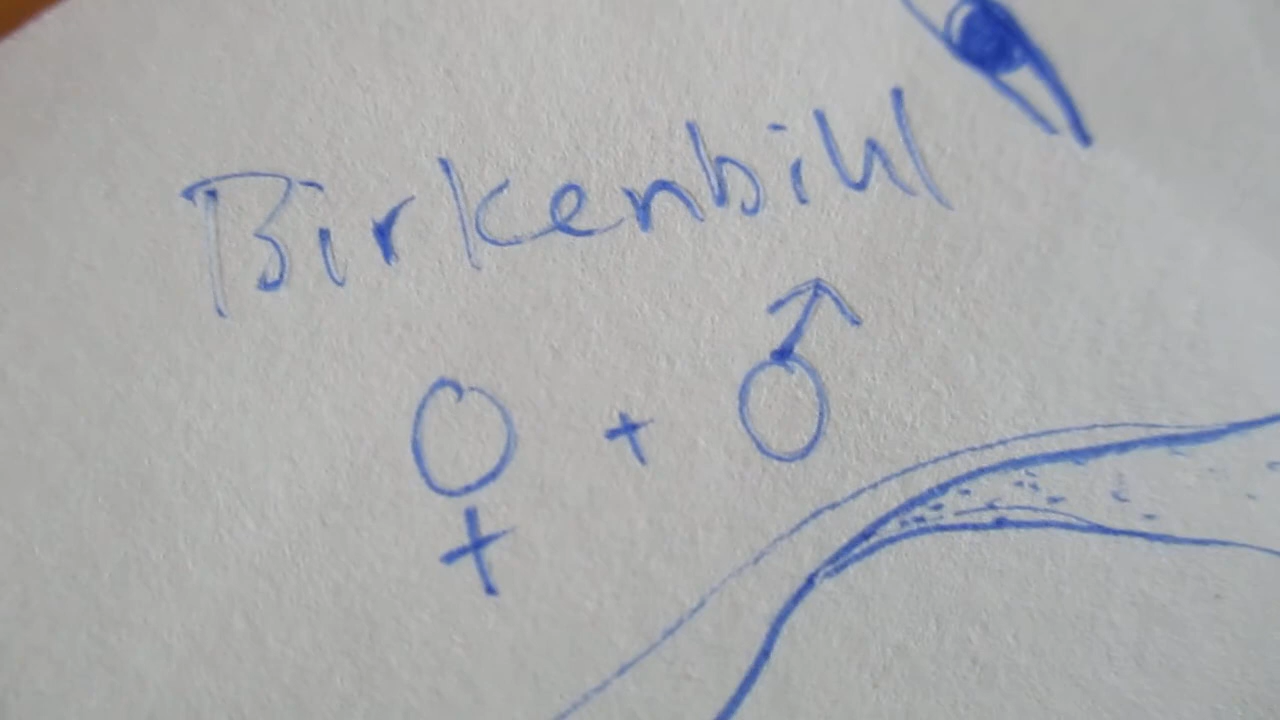 Birkenbihl
♀ + ♂